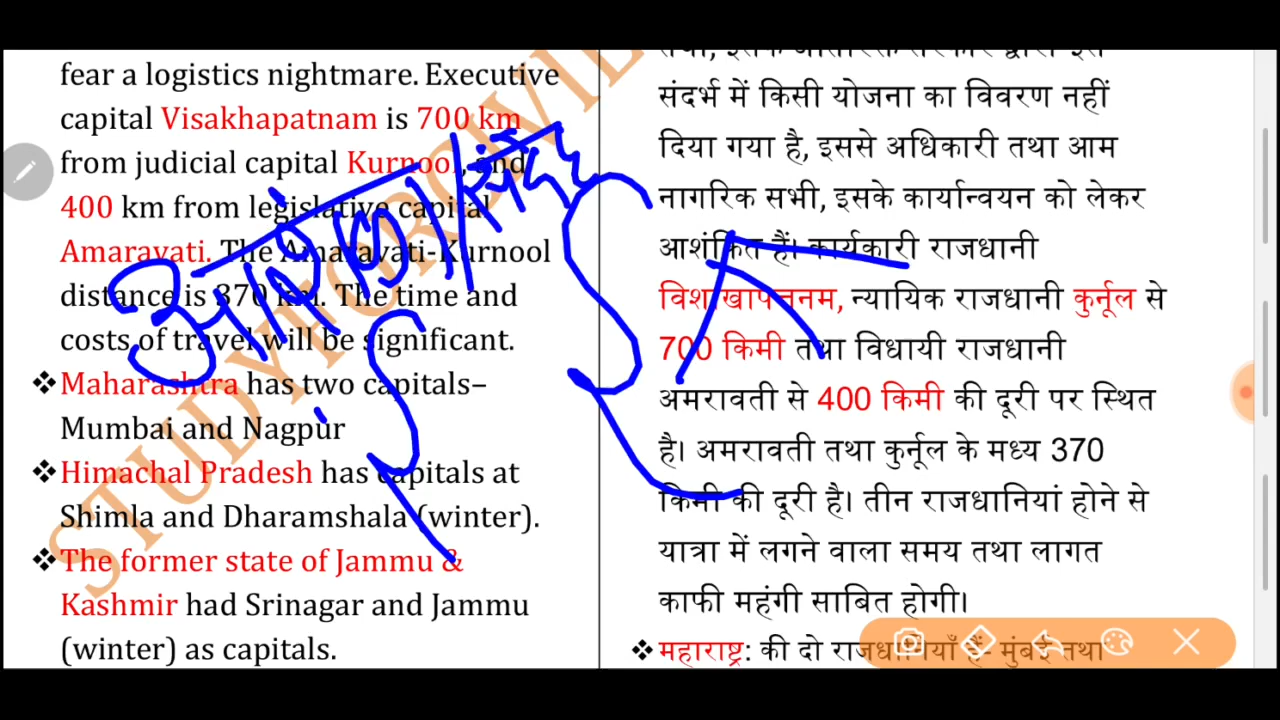 fear a logistics nightmare. Executive
capital Visakhapatnam is 700 km
from judicial capital Kurnool, and
400 km from legislative capital
Amaravati. The Amaravati-Kurnool
distance is 370 km. The time and
costs of travel will be significant.
❖Maharashtra has two capitals–
Mumbai and Nagpur
❖Himachal Pradesh has capitals at
Shimla and Dharamshala (winter).
❖The former state of Jammu &
Kashmir had Srinagar and Jammu
(winter) as capitals.
संदर्भ में किसी योजना का विवरण नहीं
दिया गया है, इससे अधिकारी तथा आम
नागरिक सभी, इसके कार्यान्वयन को लेकर
आशंकित हैं। कार्यकारी राजधानी
विशाखापत्तनम, न्यायिक राजधानी कुर्नूल से
700 किमी तथा विधायी राजधानी
अमरावती से 400 किमी की दूरी पर स्थित
है। अमरावती तथा कुर्नूल के मध्य 370
किमी की दूरी है। तीन राजधानियां होने से
यात्रा में लगने वाला समय तथा लागत
काफी महंगी साबित होगी।
❖महाराष्ट्र: की दो राजधानियाँ हैं- मुंबई तथा